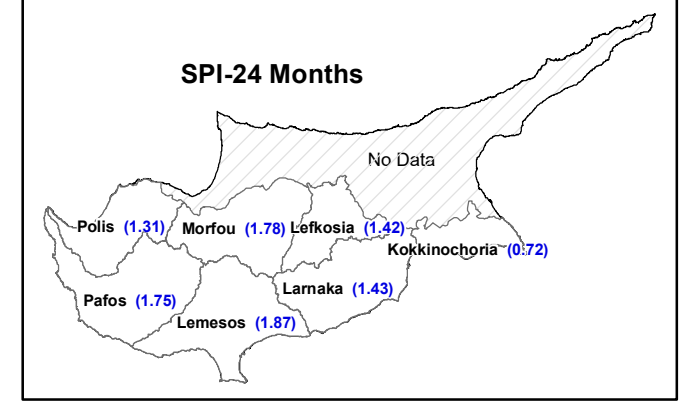 SPI-24 Months
No Data
Polis (1.31)
Morfou (1.78)
Lefkosia (1.42)
Kokkinochoria (0.72)
Pafos (1.75)
Larnaka (1.43)
Lemesos (1.87)